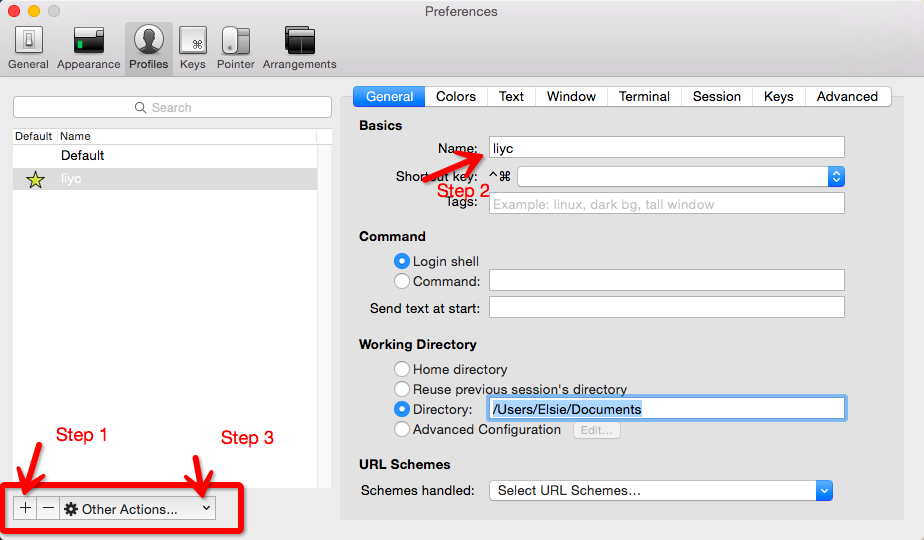 Preferences
General Appearance Profiles Keys Pointer Arrangements
Search
General Colors Text Window Terminal Session Keys Advanced
Default Name
Default
liyc
Basics
Name: liyc
Shortcut key: ^⌘
Step 2
Tags: Example: linux, dark bg, tall window
Command
Login shell
Command:
Send text at start:
Working Directory
Home directory
Reuse previous session's directory
Directory: /Users/Elsie/Documents
Advanced Configuration Edit...
URL Schemes
Schemes handled: Select URL Schemes...
Step 1
Step 3
+ − Other Actions...